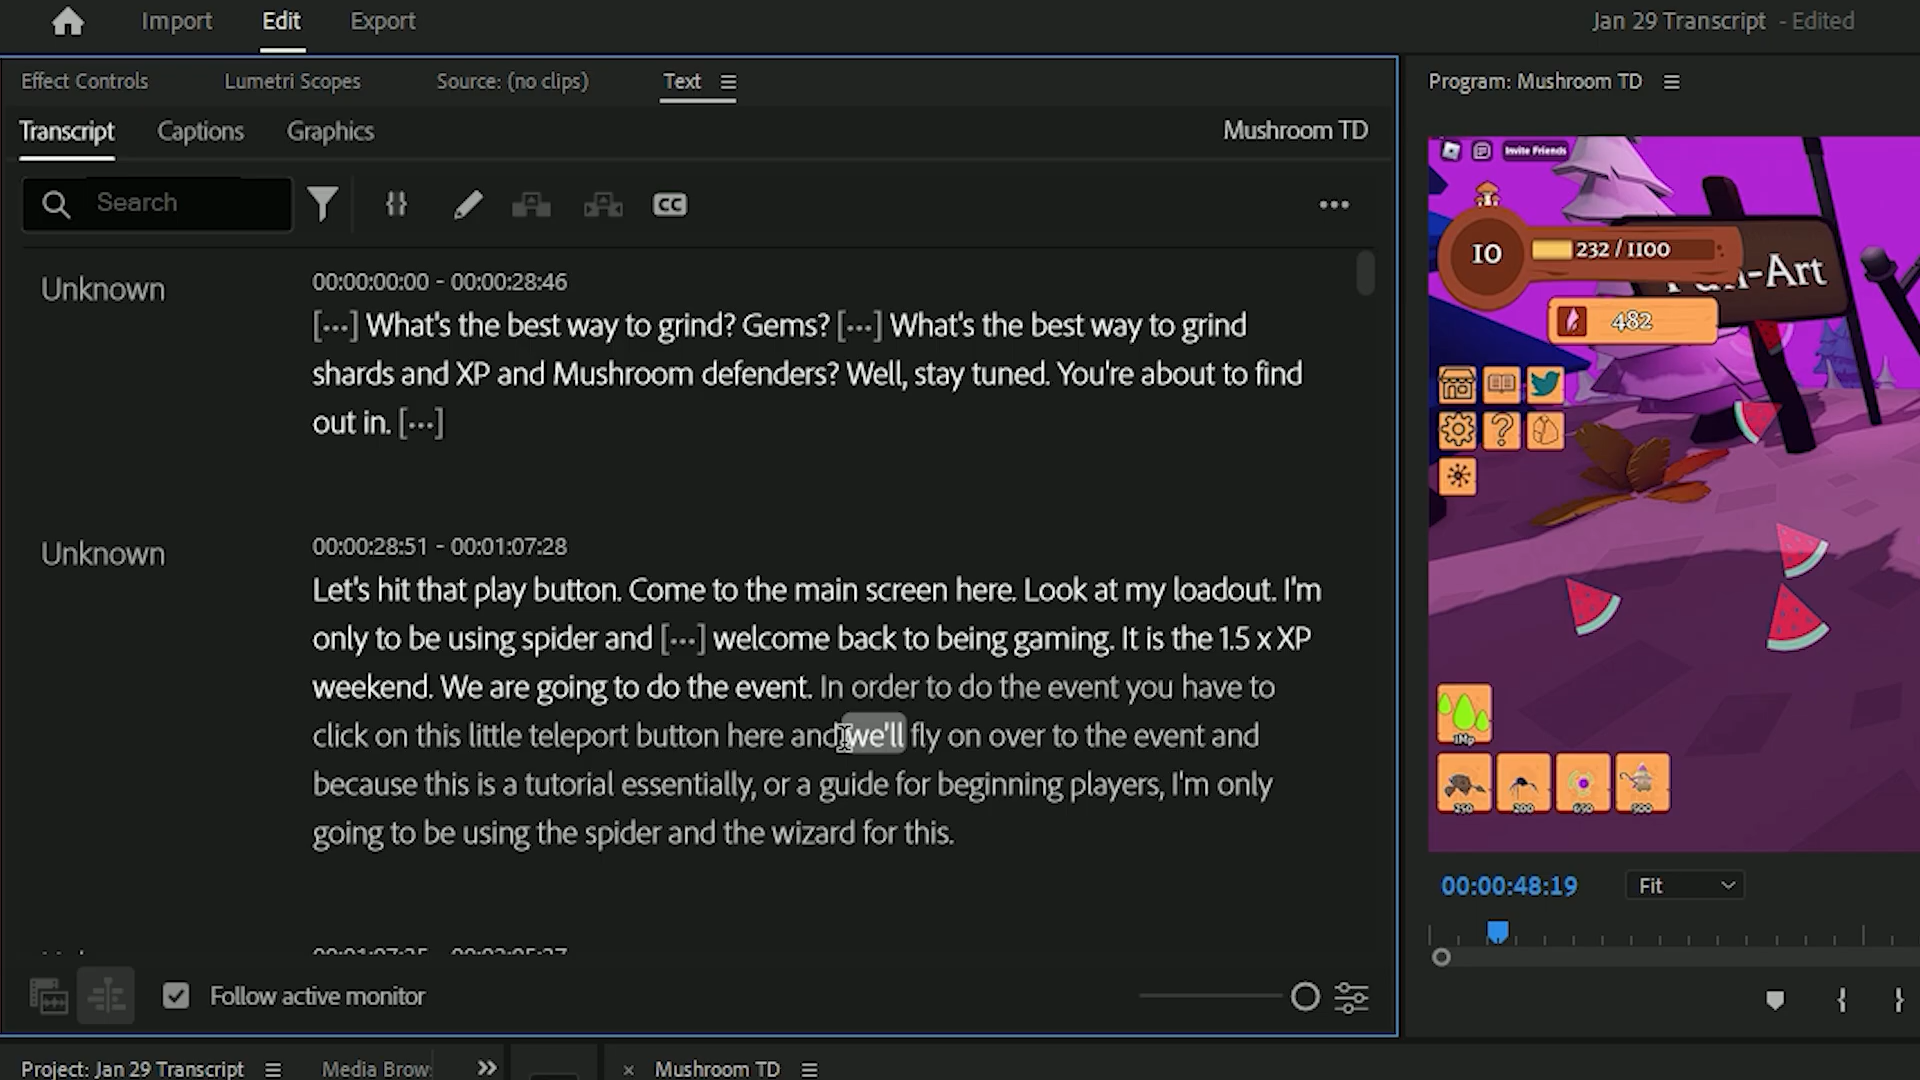 Import Edit Export Jan 29 Transcript - Edited
Effect Controls Lumetri Scopes Source: (no clips) Text Program: Mushroom TD
Transcript Captions Graphics Mushroom TD
Search CC
Unknown 00:00:00:00 - 00:00:28:46
[...] What's the best way to grind? Gems? [...] What's the best way to grind
shards and XP and Mushroom defenders? Well, stay tuned. You're about to find
out in. [...]
Unknown 00:00:28:51 - 00:01:07:28
Let's hit that play button. Come to the main screen here. Look at my loadout. I'm
only to be using spider and [...] welcome back to being gaming. It is the 1.5 x XP
weekend. We are going to do the event. In order to do the event you have to
click on this little teleport button here and we'll fly on over to the event and
because this is a tutorial essentially, or a guide for beginning players, I'm only
going to be using the spider and the wizard for this.
Follow active monitor
Invite Friends
10 232 / 1100
-Art
482
1Mp
250 200 650 900
00:00:48:19 Fit
Project: Jan 29 Transcript Media Brow Mushroom TD